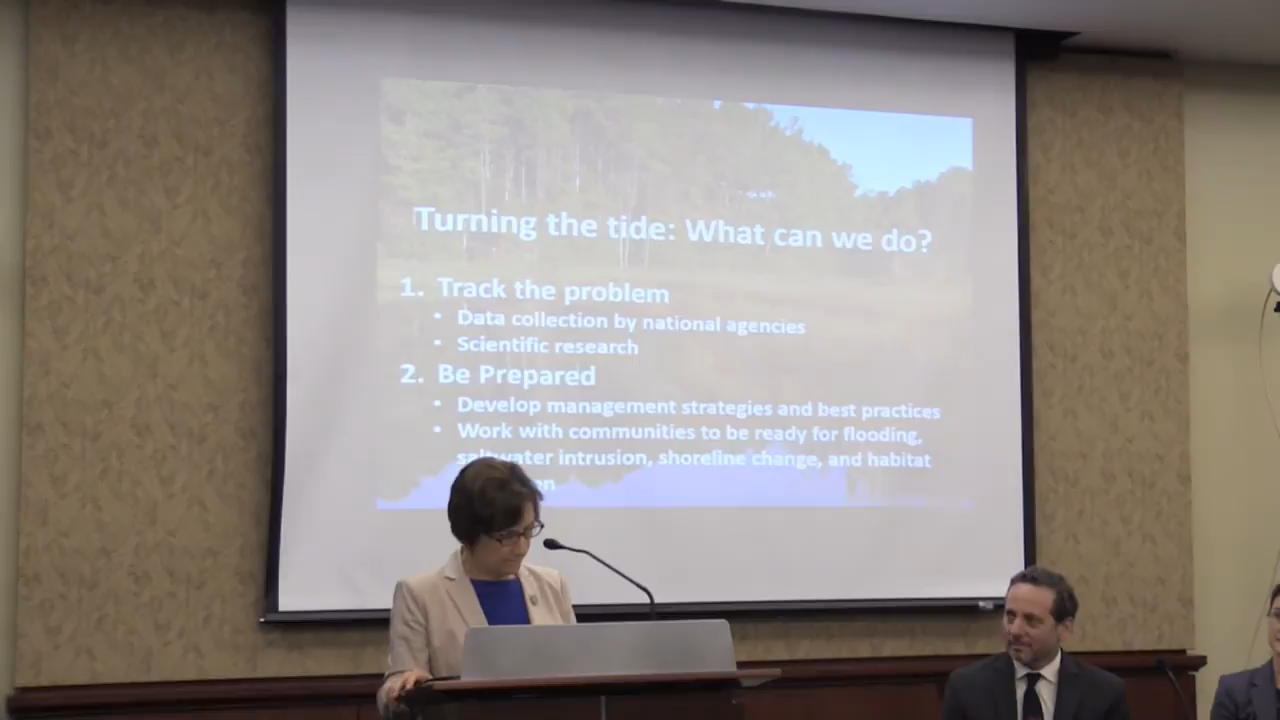 Turning the tide: What can we do?
1. Track the problem
• Data collection by national agencies
• Scientific research
2. Be Prepared
• Develop management strategies and best practices
• Work with communities to be ready for flooding,
saltwater intrusion, shoreline change, and habitat